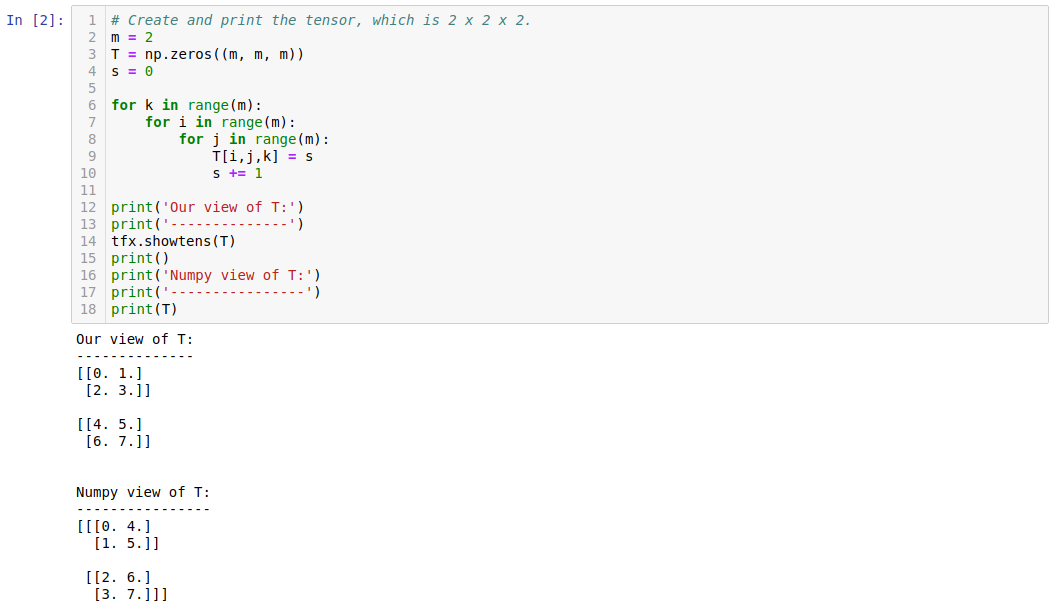 In [2]:
1 # Create and print the tensor, which is 2 x 2 x 2.
2 m = 2
3 T = np.zeros((m, m, m))
4 s = 0
5
6 for k in range(m):
7     for i in range(m):
8         for j in range(m):
9             T[i,j,k] = s
10             s += 1
11
12 print('Our view of T:')
13 print('--------------')
14 tfx.showtens(T)
15 print()
16 print('Numpy view of T:')
17 print('----------------')
18 print(T)
Our view of T:
--------------
[[0. 1.]
 [2. 3.]]
[[4. 5.]
 [6. 7.]]
Numpy view of T:
----------------
[[[0. 4.]
  [1. 5.]]
 [[2. 6.]
  [3. 7.]]]